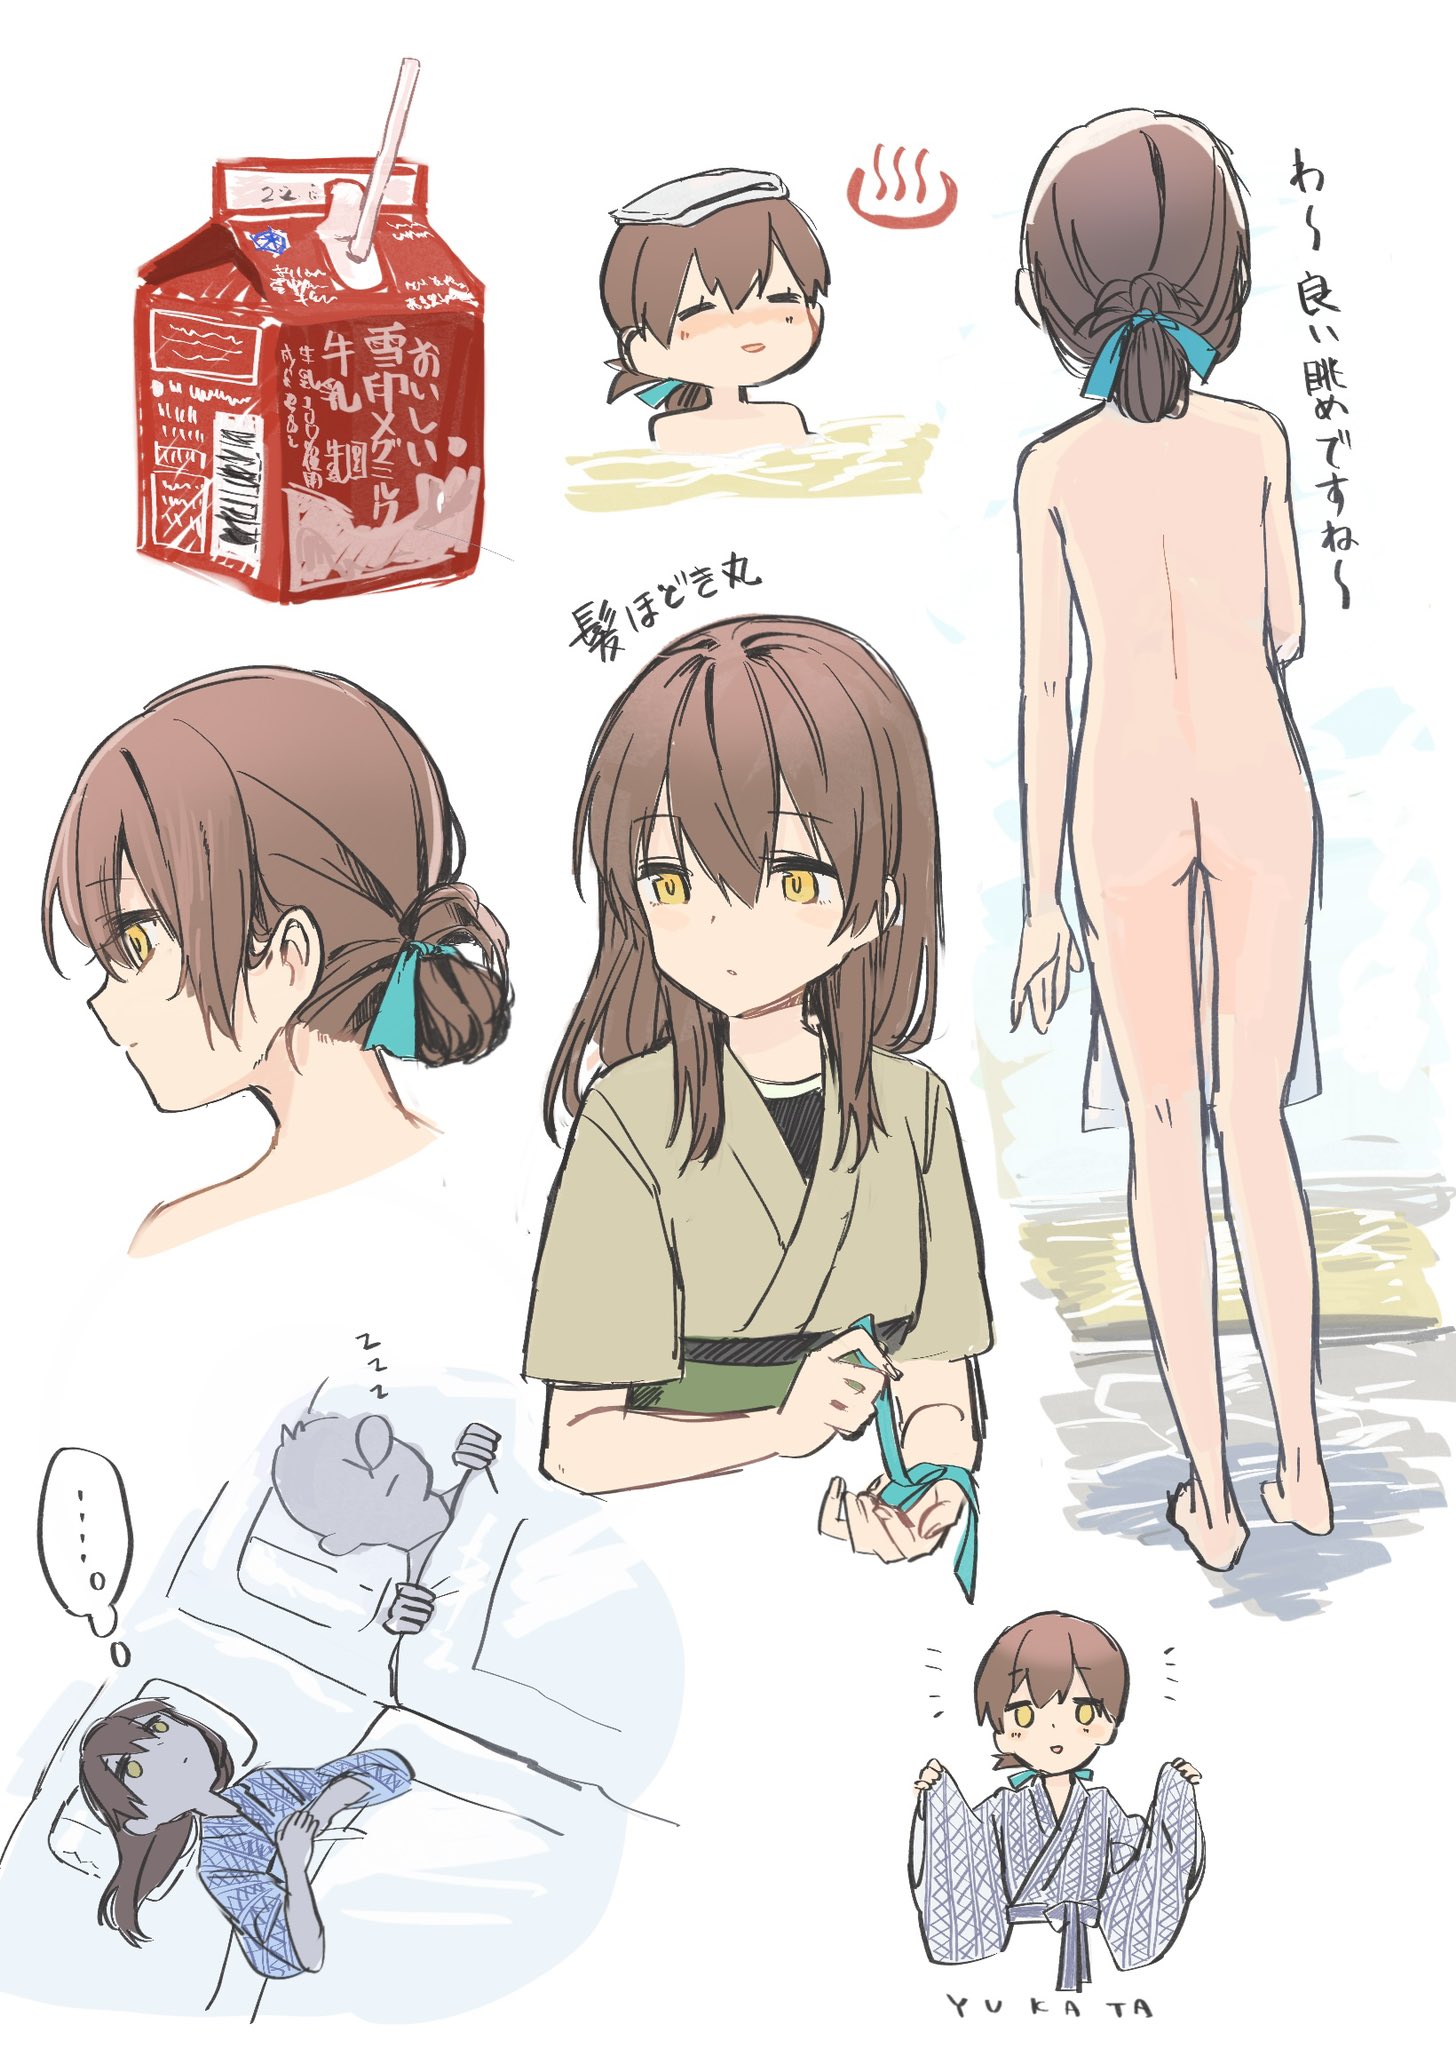 おいしい
雪印メグミルク
牛乳
わ〜良い眺めですね〜
髪ほどき丸
z
z
z
......
YUKATA